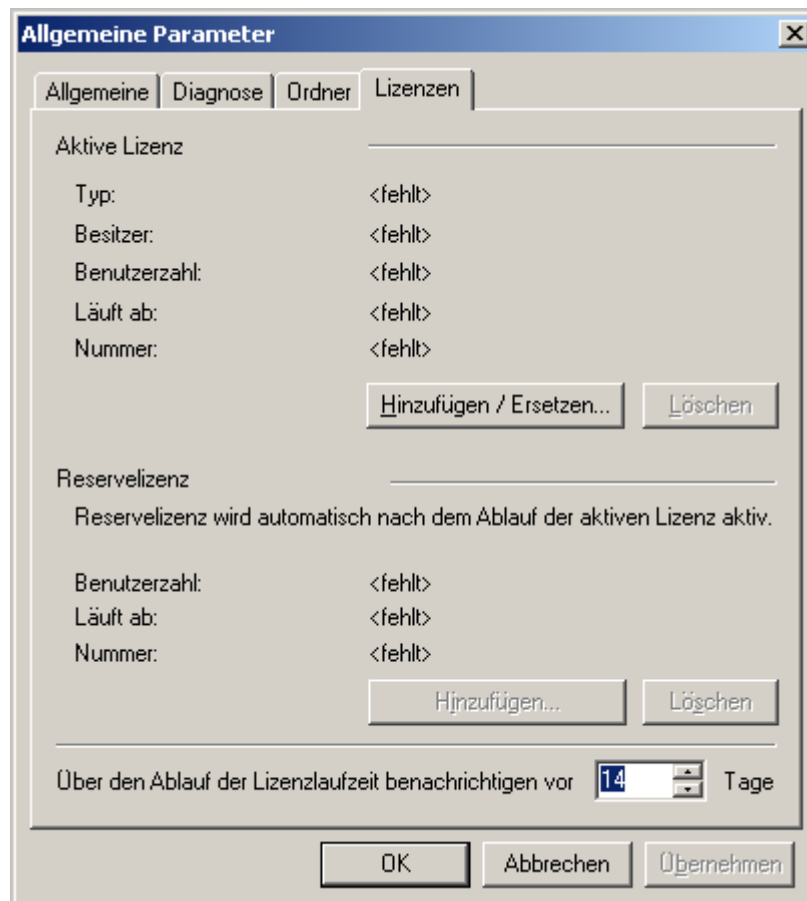 Allgemeine Parameter
Allgemeine Diagnose Ordner Lizenzen
Aktive Lizenz
Typ: <fehlt>
Besitzer: <fehlt>
Benutzerzahl: <fehlt>
Läuft ab: <fehlt>
Nummer: <fehlt>
Hinzufügen / Ersetzen... Löschen
Reservelizenz
Reservelizenz wird automatisch nach dem Ablauf der aktiven Lizenz aktiv.
Benutzerzahl: <fehlt>
Läuft ab: <fehlt>
Nummer: <fehlt>
Hinzufügen... Löschen
Über den Ablauf der Lizenzlaufzeit benachrichtigen vor 14 Tage
OK Abbrechen Übernehmen